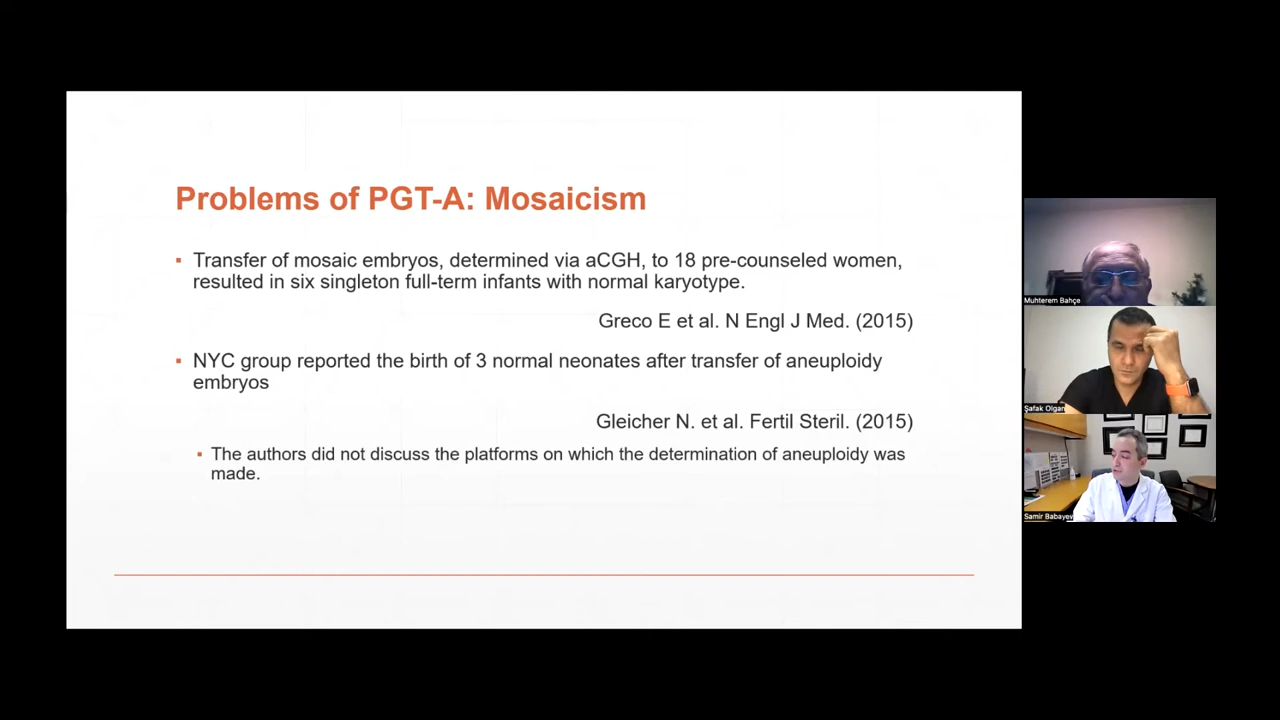 Problems of PGT-A: Mosaicism
▪ Transfer of mosaic embryos, determined via aCGH, to 18 pre-counseled women,
resulted in six singleton full-term infants with normal karyotype.
Greco E et al. N Engl J Med. (2015)
▪ NYC group reported the birth of 3 normal neonates after transfer of aneuploidy
embryos
Gleicher N. et al. Fertil Steril. (2015)
▪ The authors did not discuss the platforms on which the determination of aneuploidy was
made.
Muhterem Bahçe
Şafak Olgan
Samir Babayev